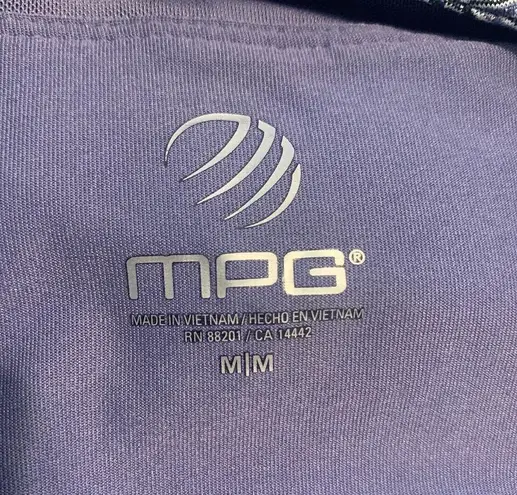 MPG®
MADE IN VIETNAM / HECHO EN VIETNAM
RN 88201 / CA 14442
M|M